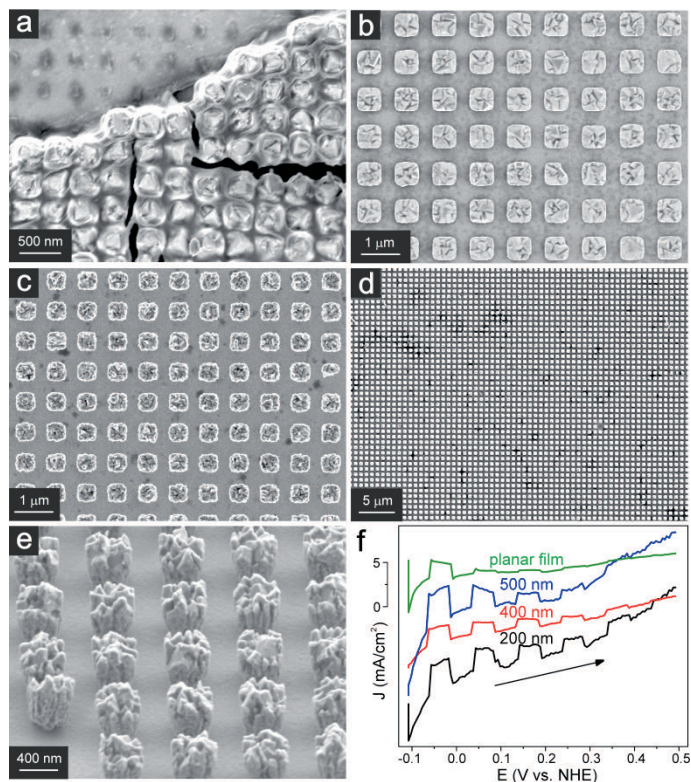 a
500 nm
b
1 μm
c
1 μm
d
5 μm
e
400 nm
f
planar film
500 nm
400 nm
200 nm
5
0
J (mA/cm²)
-0.1 0.0 0.1 0.2 0.3 0.4 0.5
E (V vs. NHE)